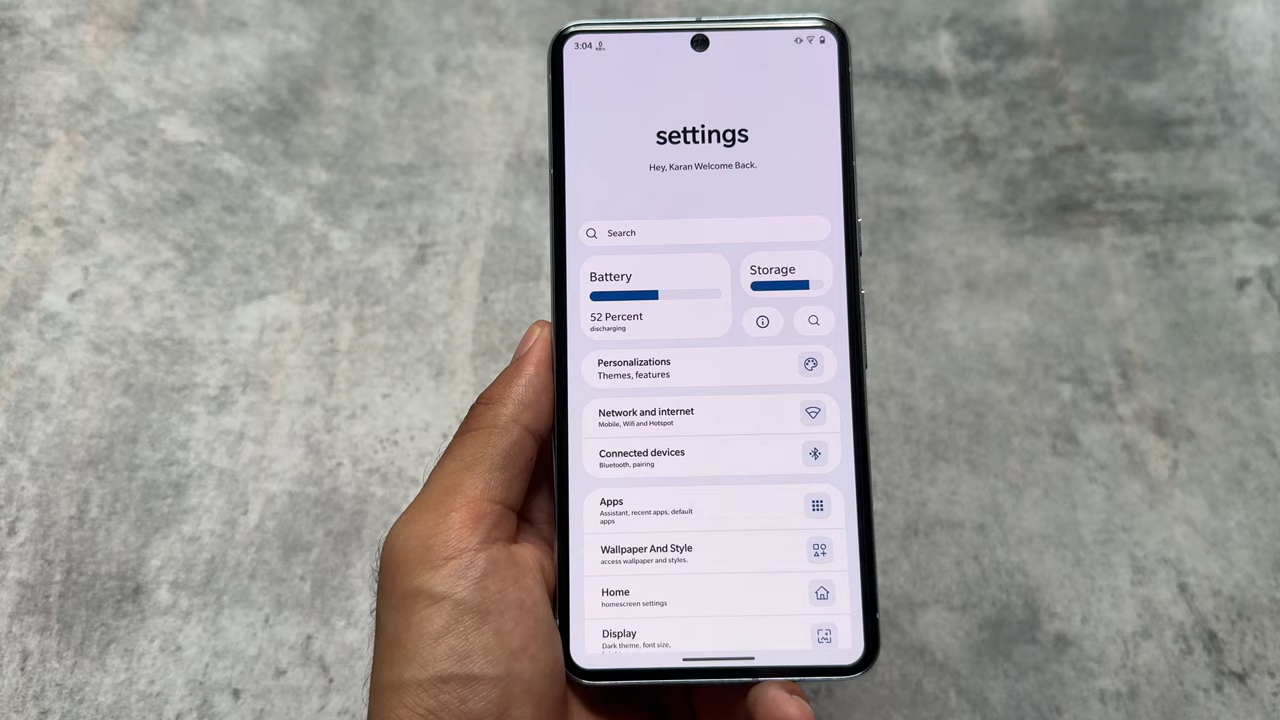 3:04
settings
Hey, Karan Welcome Back.
Search
Battery
52 Percent
discharging
Storage
Personalizations
Themes, features
Network and internet
Mobile, Wifi and Hotspot
Connected devices
Bluetooth, pairing
Apps
Assistant, recent apps, default
apps
Wallpaper And Style
access wallpaper and styles.
Home
homescreen settings
Display
Dark theme, font size,